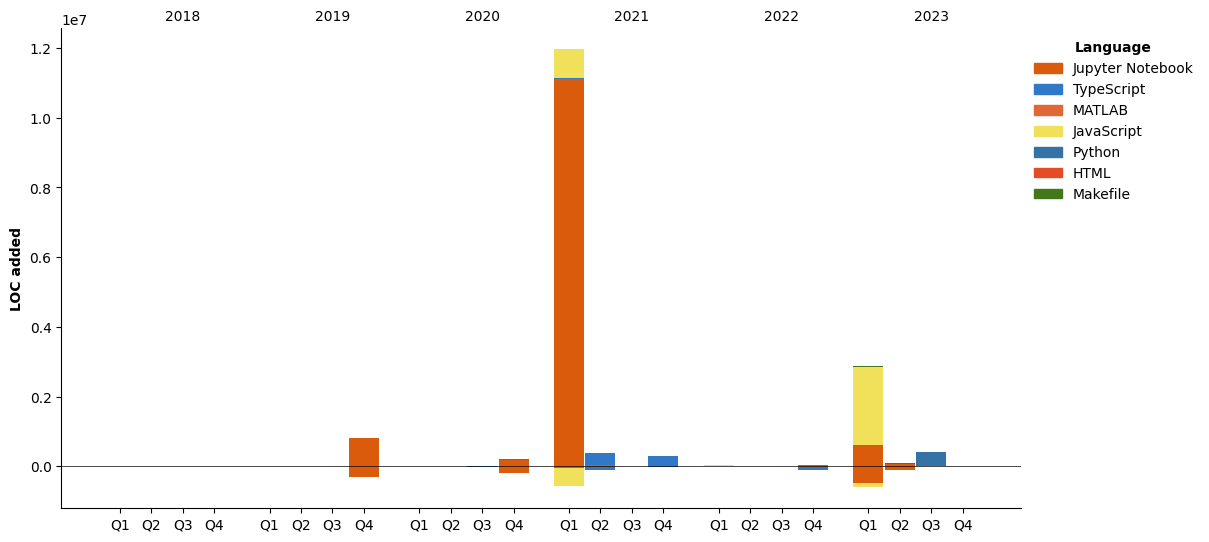 1e7
2018 2019 2020 2021 2022 2023
LOC added
1.2
1.0
0.8
0.6
0.4
0.2
0.0
Q1 Q2 Q3 Q4 Q1 Q2 Q3 Q4 Q1 Q2 Q3 Q4 Q1 Q2 Q3 Q4 Q1 Q2 Q3 Q4 Q1 Q2 Q3 Q4
Language
Jupyter Notebook
TypeScript
MATLAB
JavaScript
Python
HTML
Makefile